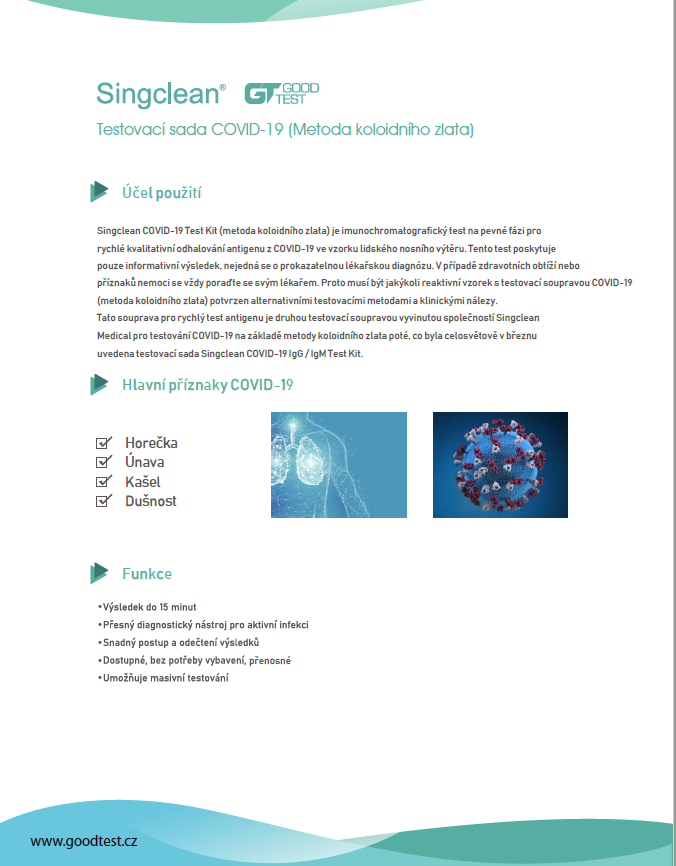 Singclean® GT GOOD TEST
Testovací sada COVID-19 (Metoda koloidního zlata)
Účel použití
Singclean COVID-19 Test Kit (metoda koloidního zlata) je imunochromatografický test na pevné fázi pro
rychlé kvalitativní odhalování antigenu z COVID-19 ve vzorku lidského nosního výtěru. Tento test poskytuje
pouze informativní výsledek, nejedná se o prokazatelnou lékařskou diagnózu. V případě zdravotních obtíží nebo
příznaků nemoci se vždy poraďte se svým lékařem. Proto musí být jakýkoli reaktivní vzorek s testovací soupravou COVID-19
(metoda koloidního zlata) potvrzen alternativními testovacími metodami a klinickými nálezy.
Tato souprava pro rychlý test antigenu je druhou testovací soupravou vyvinutou společností Singclean
Medical pro testování COVID-19 na základě metody koloidního zlata poté, co byla celosvětově v březnu
uvedena testovací sada Singclean COVID-19 IgG / IgM Test Kit.
Hlavní příznaky COVID-19
Horečka
Únava
Kašel
Dušnost
Funkce
•Výsledek do 15 minut
•Přesný diagnostický nástroj pro aktivní infekci
•Snadný postup a odečtení výsledků
•Dostupné, bez potřeby vybavení, přenosné
•Umožňuje masivní testování
www.goodtest.cz